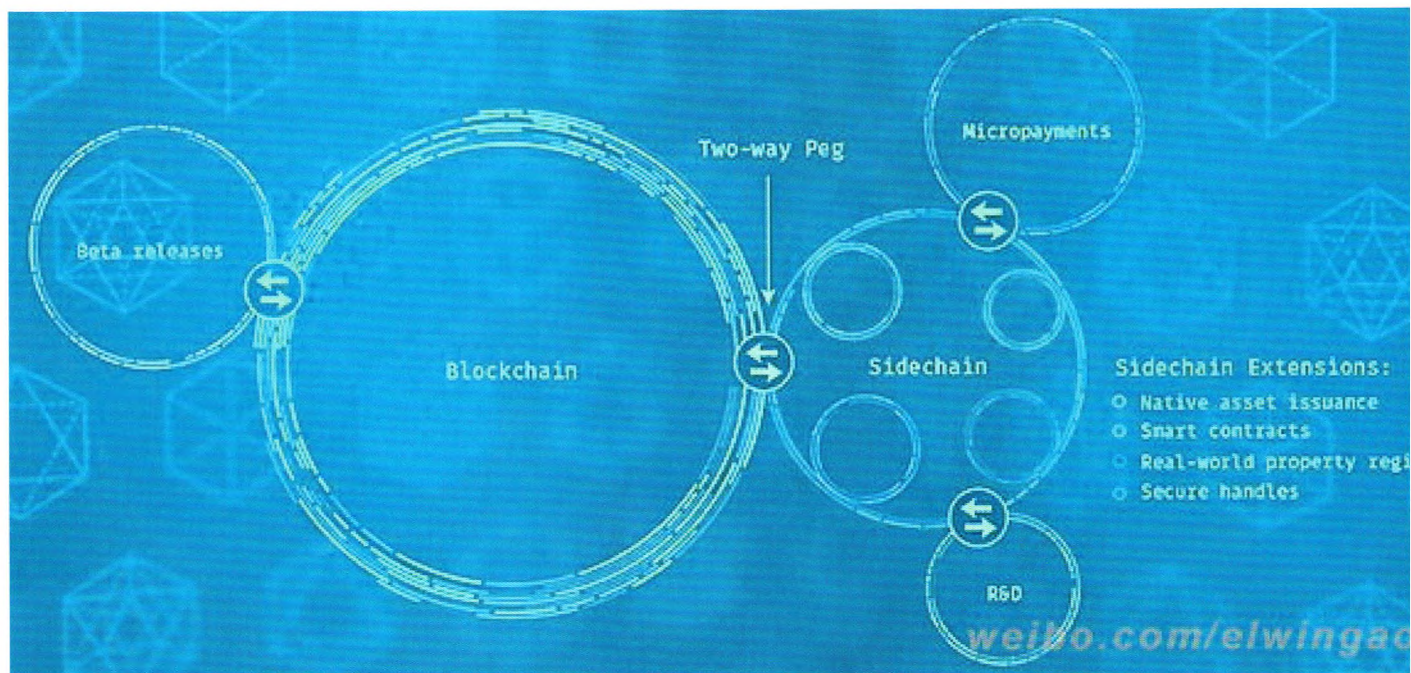 Micropayments
Two-way Peg
Beta releases
Blockchain
Sidechain
Sidechain Extensions:
Native asset issuance
Smart contracts
Real-world property regi
Secure handles
R&D
weibo.com/elwingao